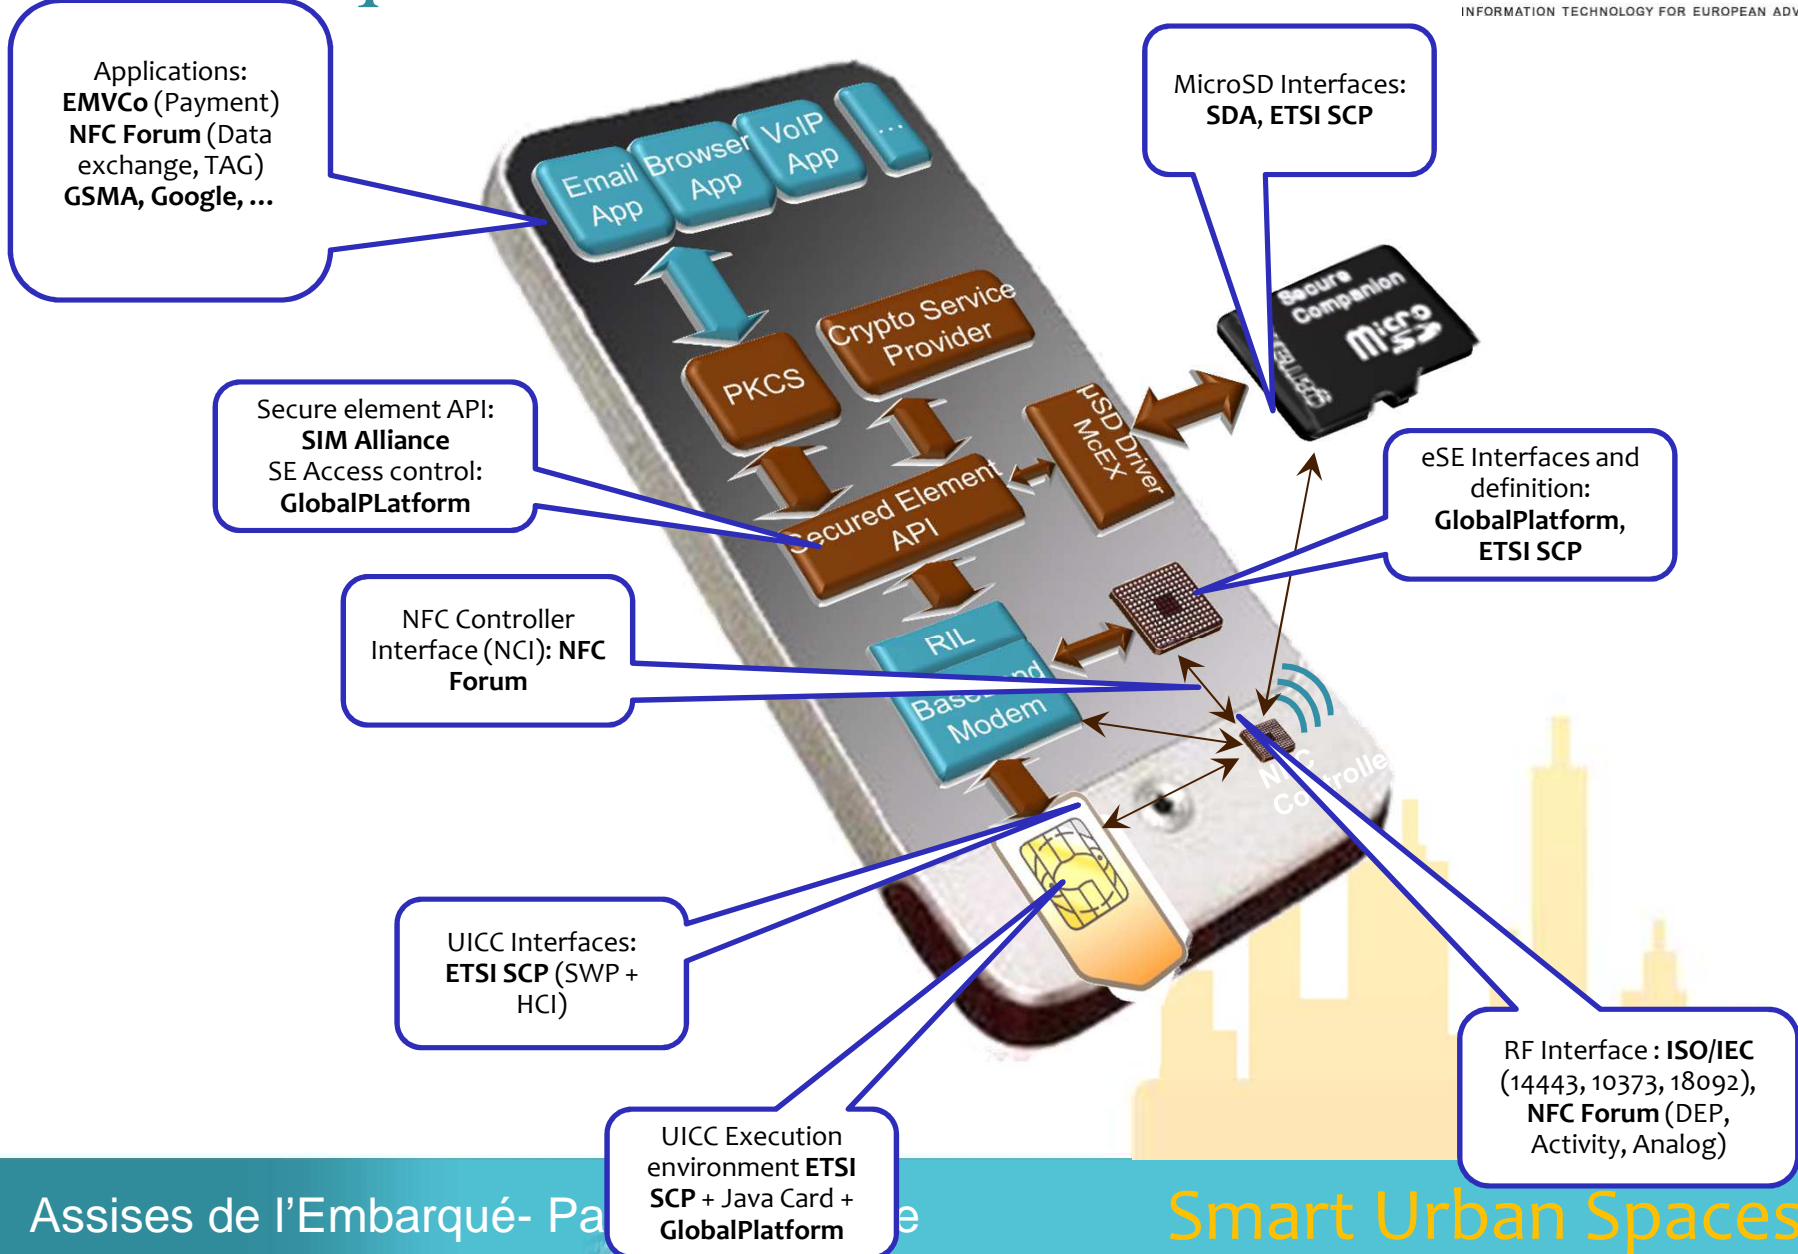 INFORMATION TECHNOLOGY FOR EUROPEAN ADV
Applications:
EMVCo (Payment)
NFC Forum (Data
exchange, TAG)
GSMA, Google, ...
MicroSD Interfaces:
SDA, ETSI SCP
Email
App
Browser
App
VoIP
App
...
Secure
Companion
Micro
SD
Crypto Service
Provider
PKCS
µSD Driver
McEX
Secure element API:
SIM Alliance
SE Access control:
GlobalPLatform
Secured Element
API
eSE Interfaces and
definition:
GlobalPlatform,
ETSI SCP
NFC Controller
Interface (NCI): NFC
Forum
RIL
BaseBand
Modem
NFC
Controller
UICC Interfaces:
ETSI SCP (SWP +
HCI)
RF Interface : ISO/IEC
(14443, 10373, 18092),
NFC Forum (DEP,
Activity, Analog)
UICC Execution
environment ETSI
SCP + Java Card +
GlobalPlatform
Assises de l'Embarqué- Pa
e
Smart Urban Spaces